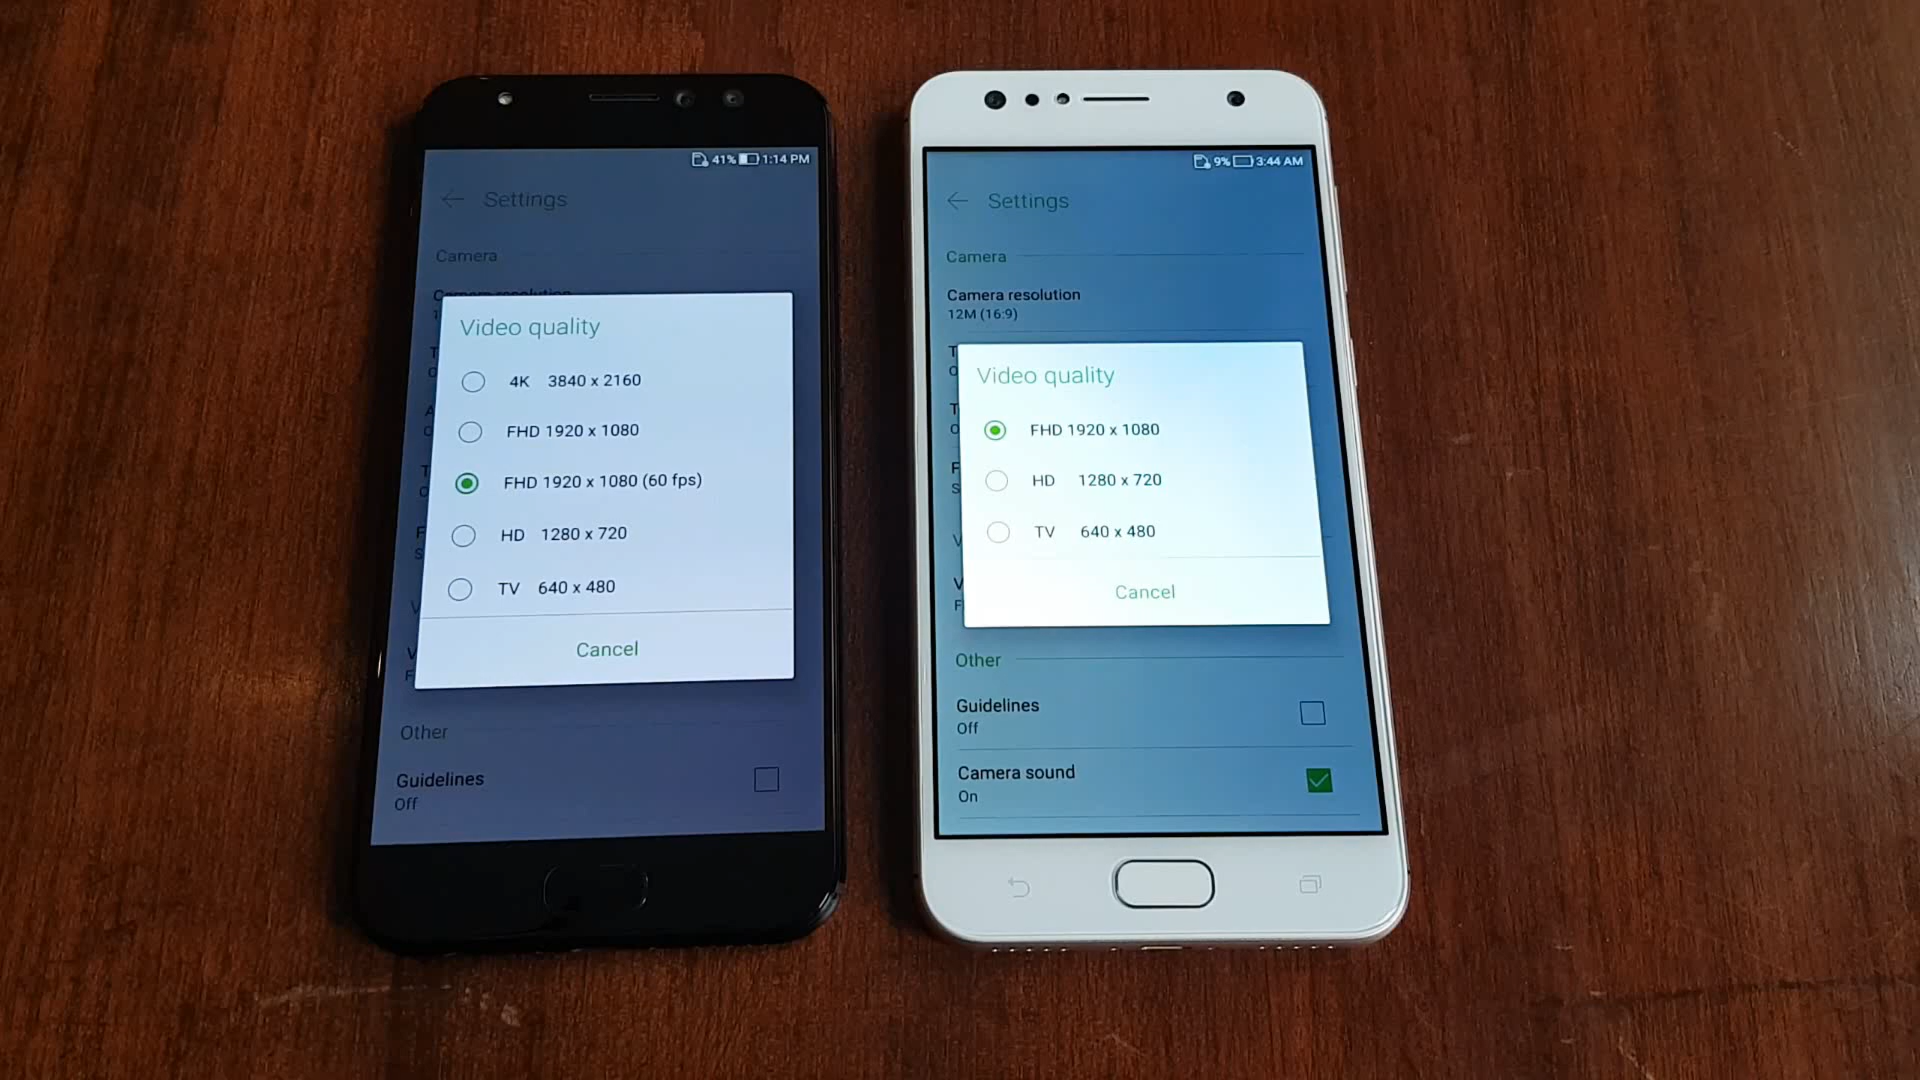 41% 1:14 PM
Settings
Camera
Camera resolution
Video quality
4K 3840 x 2160
FHD 1920 x 1080
FHD 1920 x 1080 (60 fps)
HD 1280 x 720
TV 640 x 480
Cancel
Other
Guidelines
Off
9% 3:44 AM
Settings
Camera
Camera resolution
12M (16:9)
Video quality
FHD 1920 x 1080
HD 1280 x 720
TV 640 x 480
Cancel
Other
Guidelines
Off
Camera sound
On